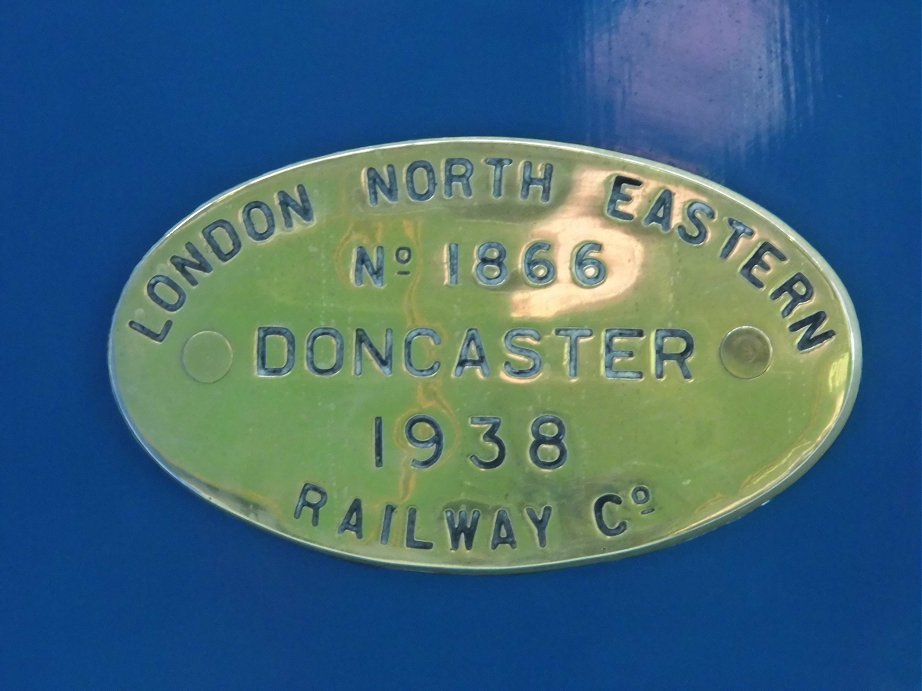 LONDON NORTH EASTERN
Nº 1866
DONCASTER
1938
RAILWAY Cº